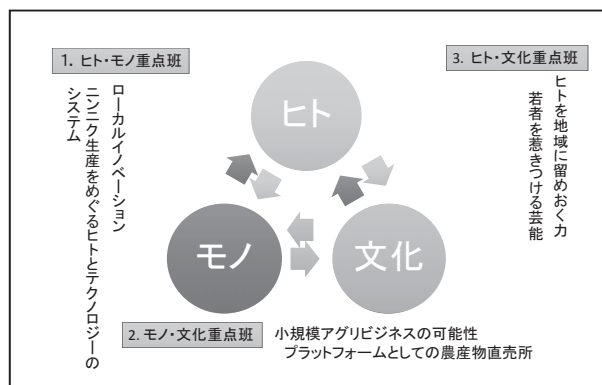 1. ヒト・モノ重点班
ローカルイノベーション
ニンニク生産をめぐるヒトとテクノロジーの
システム
ヒト
モノ
文化
2. モノ・文化重点班
小規模アグリビジネスの可能性
プラットフォームとしての農産物直売所
3. ヒト・文化重点班
ヒトを地域に留めおく力
若者を惹きつける芸能